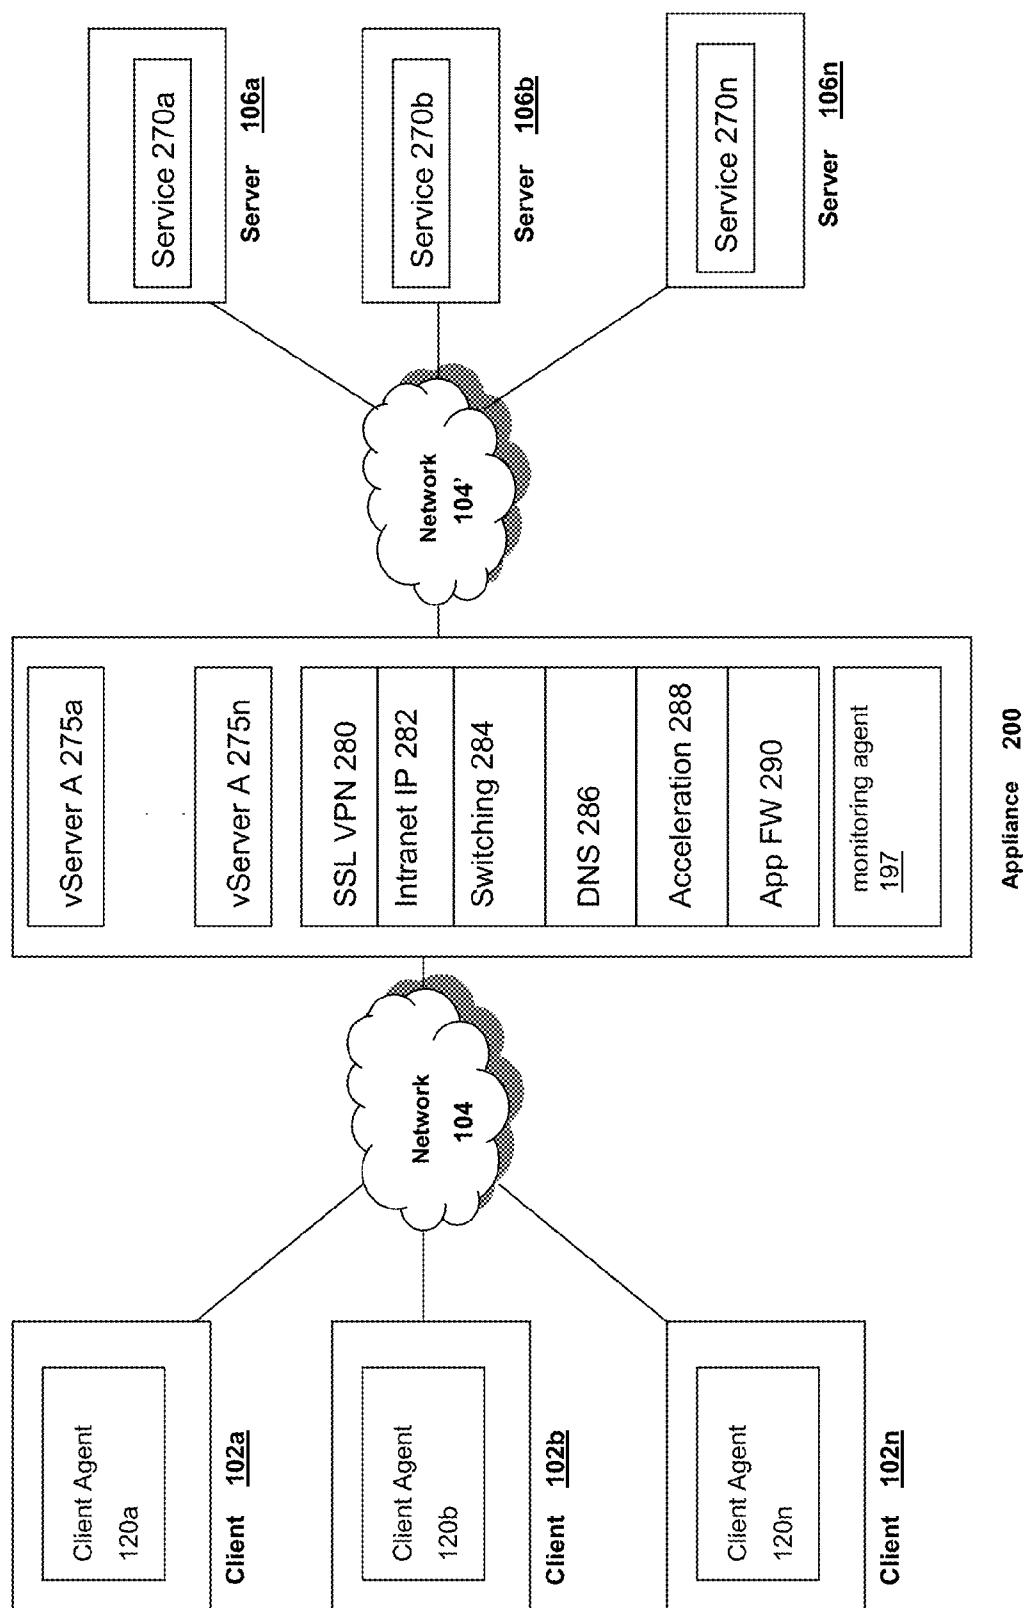 Client Agent
120a
Client 102a
Client Agent
120b
Client 102b
Client Agent
120n
Client 102n
Network
104
vServer A 275a
vServer A 275n
SSL VPN 280
Intranet IP 282
Switching 284
DNS 286
Acceleration 288
App FW 290
monitoring agent
197
Appliance 200
Network
104'
Service 270a
Server 106a
Service 270b
Server 106b
Service 270n
Server 106n